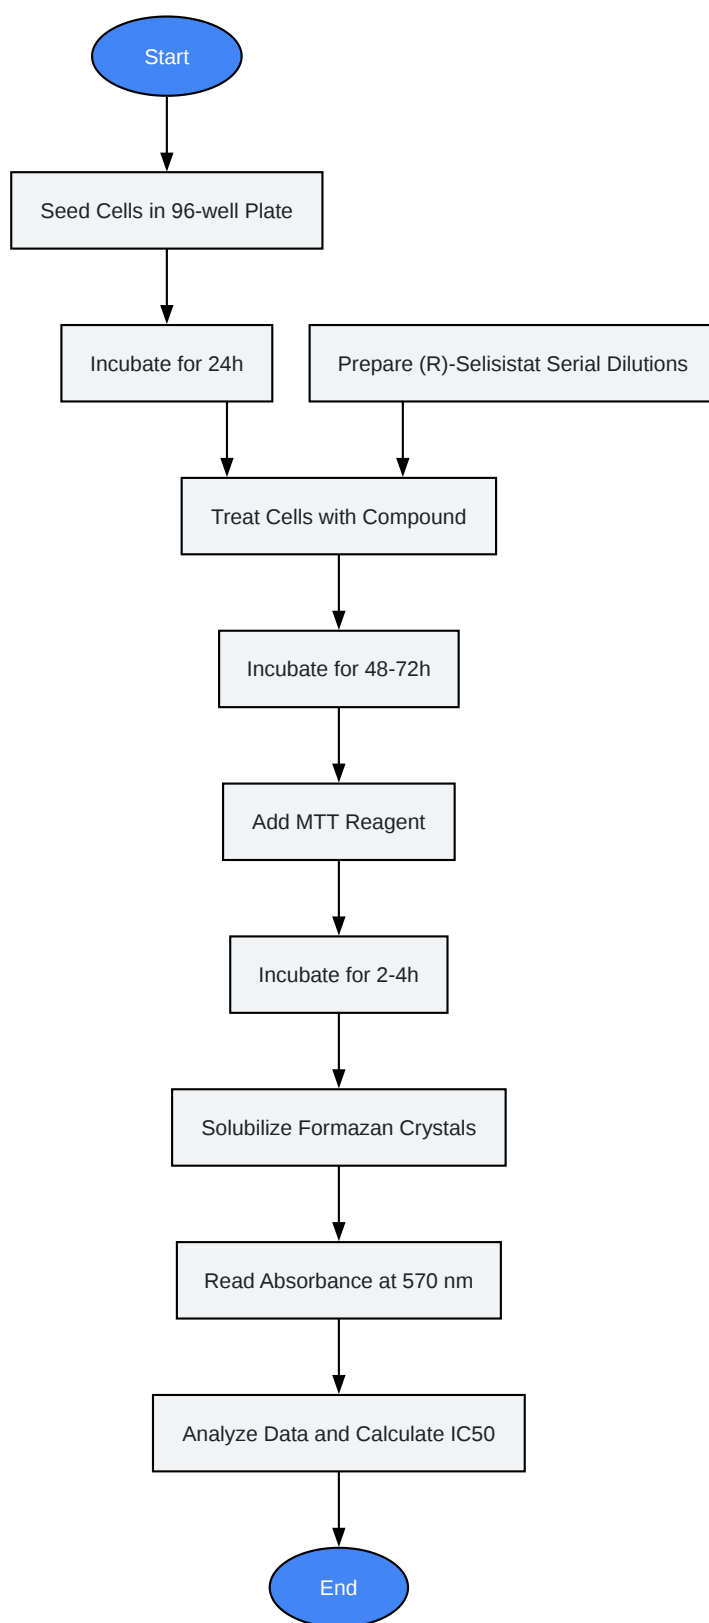 Start
Seed Cells in 96-well Plate
Incubate for 24h
Prepare (R)-Selisistat Serial Dilutions
Treat Cells with Compound
Incubate for 48-72h
Add MTT Reagent
Incubate for 2-4h
Solubilize Formazan Crystals
Read Absorbance at 570 nm
Analyze Data and Calculate IC50
End